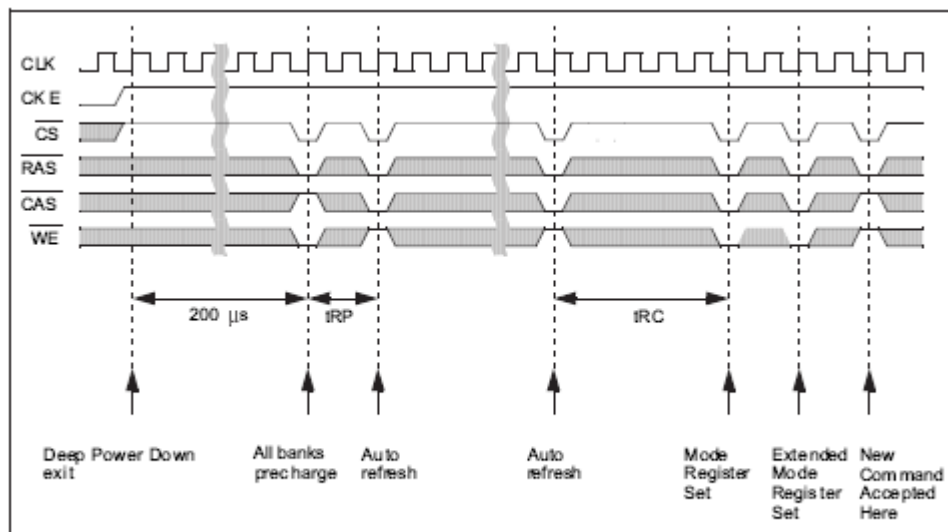 CLK
CKE
CS
RAS
CAS
WE
200 µs
tRP
tRC
Deep Power Down
exit
All banks
precharge
Auto
refresh
Auto
refresh
Mode
Register
Set
Extended
Mode
Register
Set
New
Command
Accepted
Here